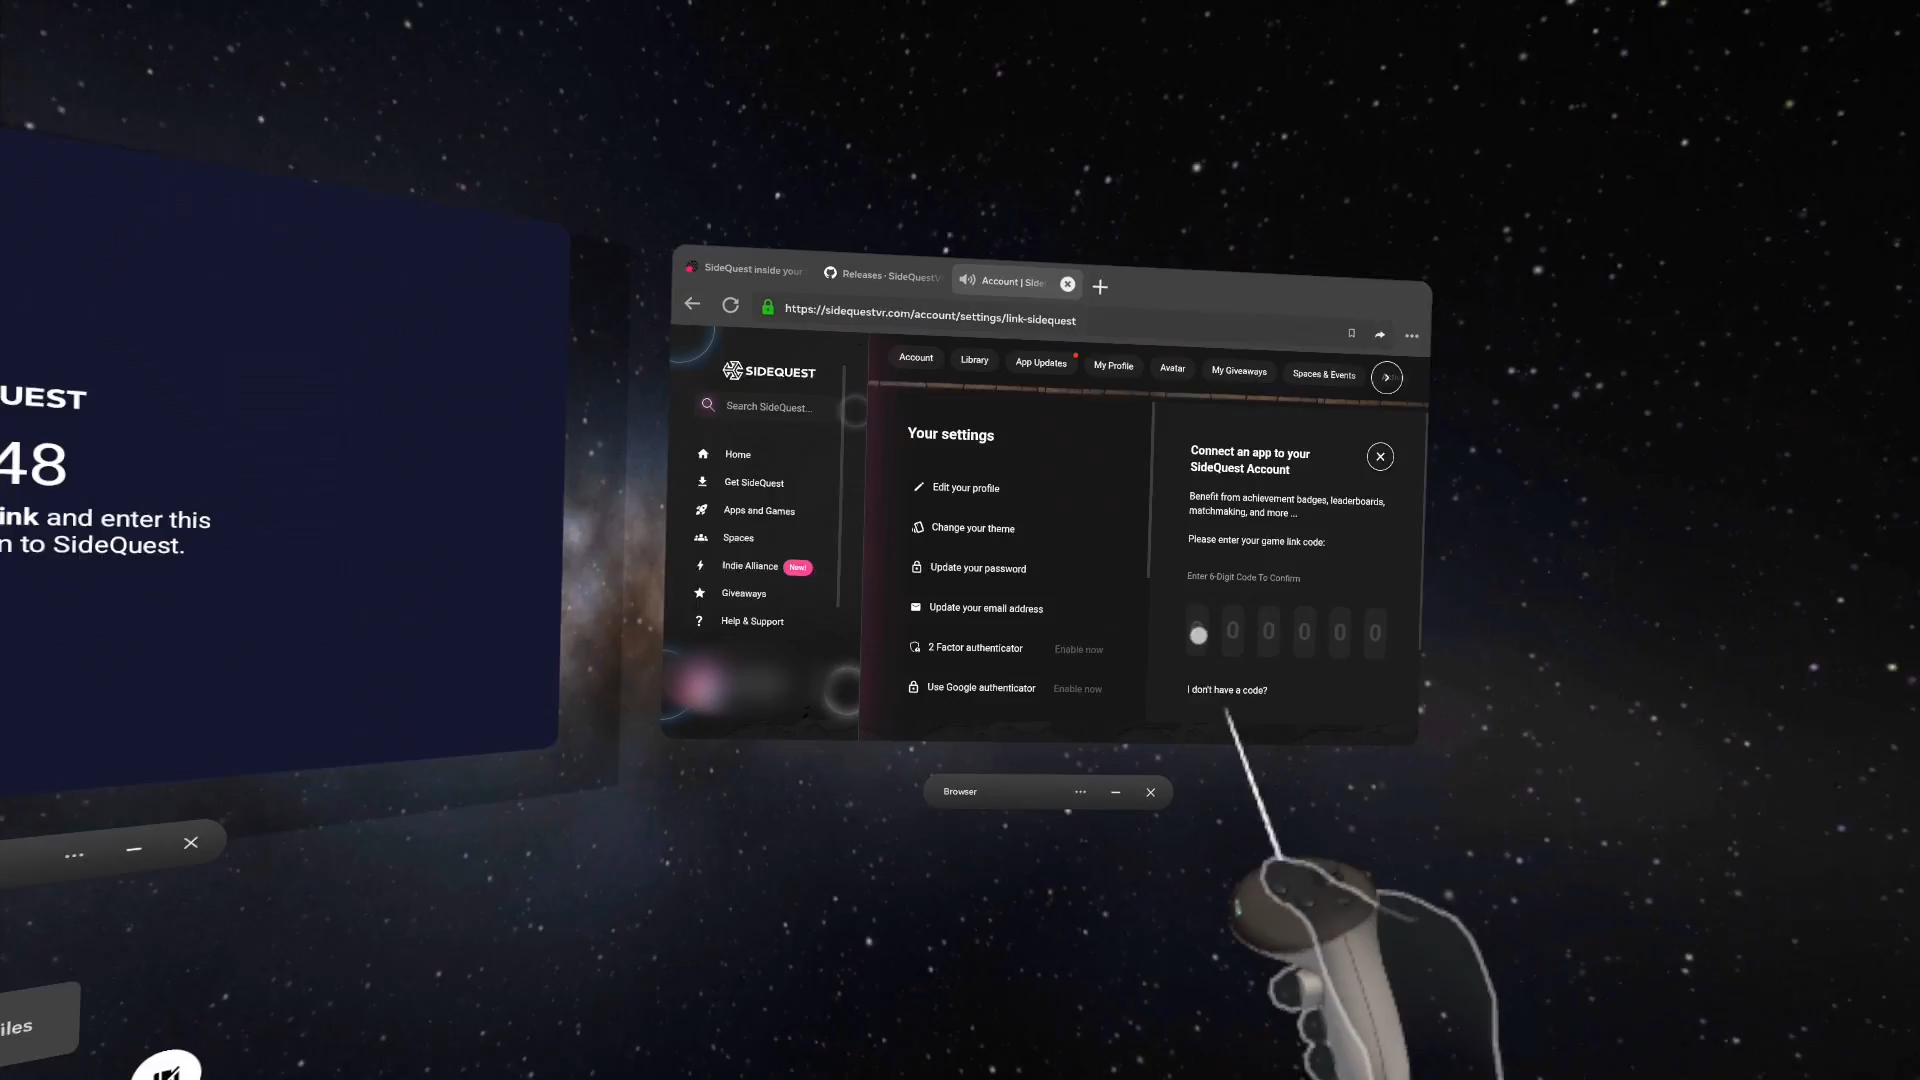 UEST
48
ink and enter this
n to SideQuest.
iles
SideQuest inside your
Releases · SideQuestV
Account | Side
https://sidequestvr.com/account/settings/link-sidequest
SIDEQUEST
Search SideQuest...
Home
Get SideQuest
Apps and Games
Spaces
Indie Alliance New!
Giveaways
Help & Support
Account
Library
App Updates
My Profile
Avatar
My Giveaways
Spaces & Events
Your settings
Edit your profile
Change your theme
Update your password
Update your email address
2 Factor authenticator Enable now
Use Google authenticator Enable now
Connect an app to your
SideQuest Account
Benefit from achievement badges, leaderboards,
matchmaking, and more ...
Please enter your game link code:
Enter 6-Digit Code To Confirm
0 0 0 0 0
I don't have a code?
Browser